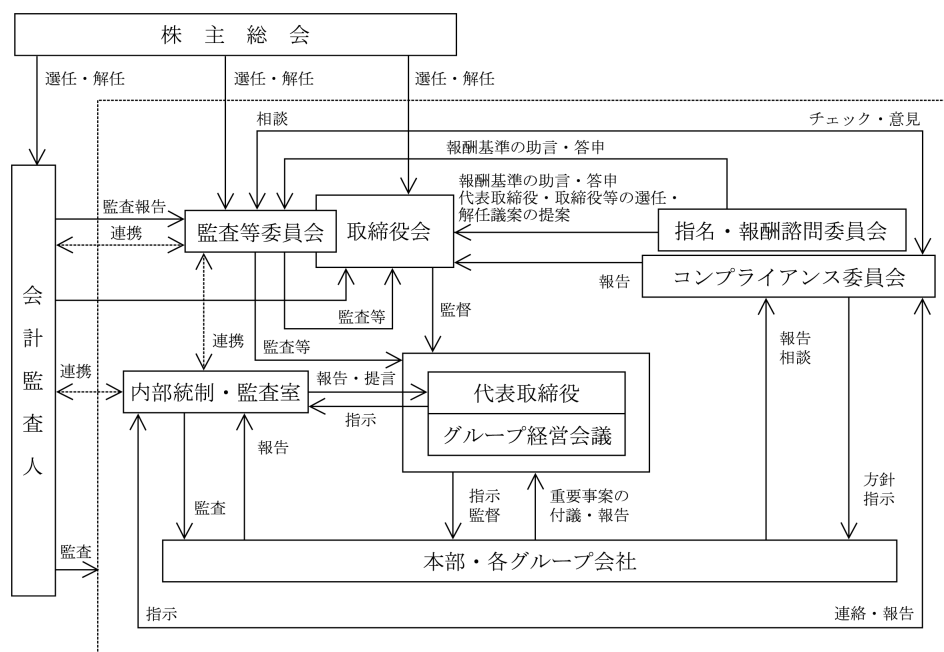 株主総会
選任・解任
選任・解任
選任・解任
相談
チェック・意見
報酬基準の助言・答申
報酬基準の助言・答申
代表取締役・取締役等の選任・
解任議案の提案
監査報告
連携
監査等委員会
取締役会
指名・報酬諮問委員会
コンプライアンス委員会
報告
会計監査人
監査等
監督
連携
監査等
報告
相談
連携
内部統制・監査室
報告・提言
指示
代表取締役
グループ経営会議
報告
監査
指示
監督
重要事案の
付議・報告
方針
指示
監査
本部・各グループ会社
指示
連絡・報告